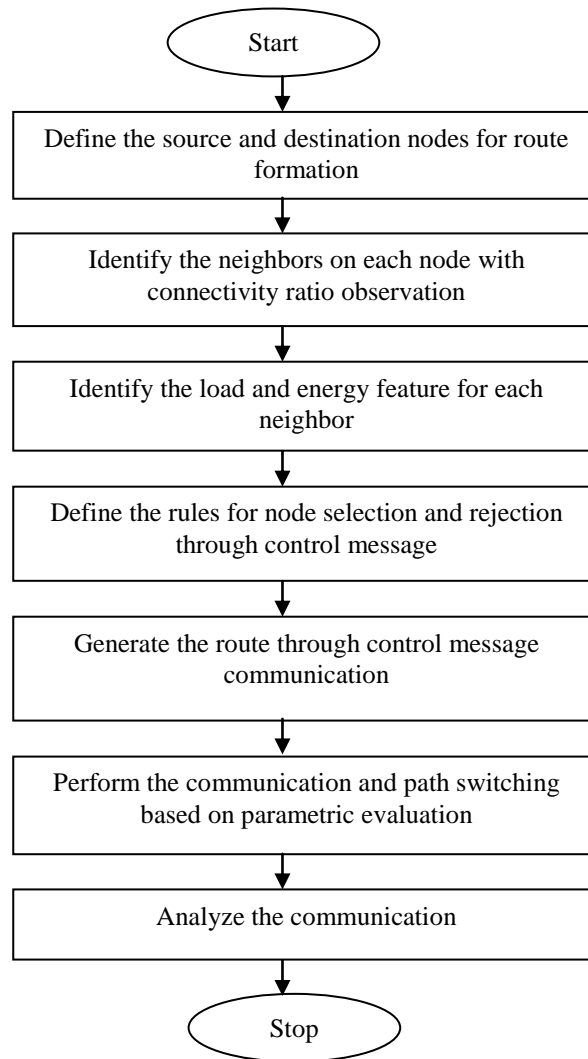 Start
Define the source and destination nodes for route
formation
Identify the neighbors on each node with
connectivity ratio observation
Identify the load and energy feature for each
neighbor
Define the rules for node selection and rejection
through control message
Generate the route through control message
communication
Perform the communication and path switching
based on parametric evaluation
Analyze the communication
Stop